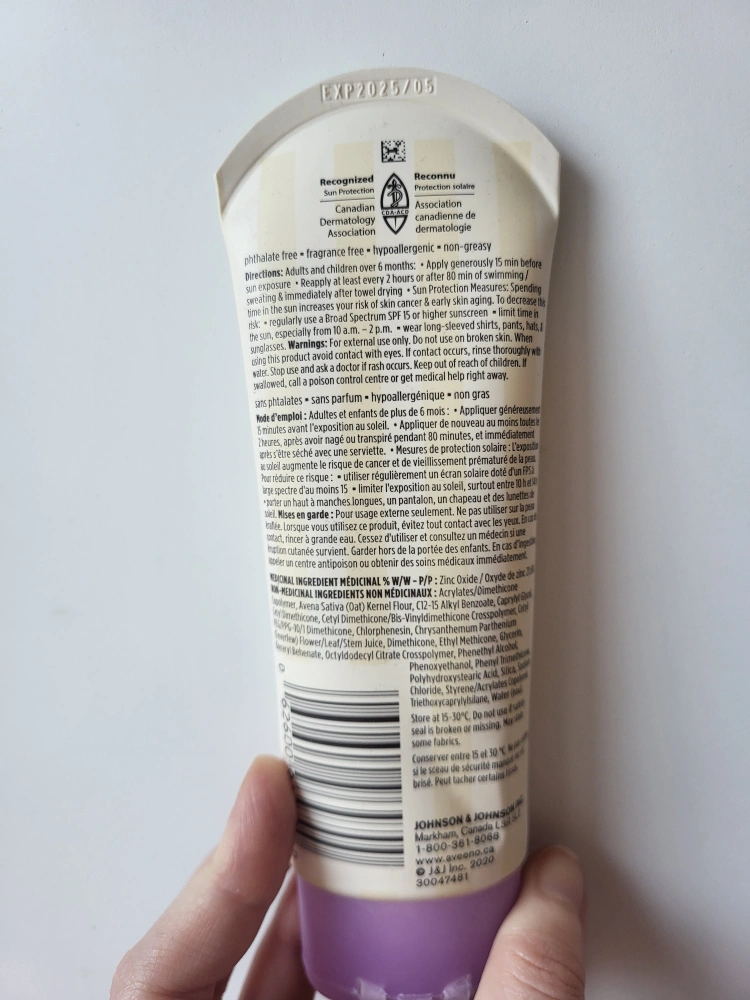 EXP2025/05
Recognized
Sun Protection
Canadian
Dermatology
Association
CDA-ACD
Reconnu
Protection solaire
Association
canadienne de
dermatologie
phthalate free • fragrance free • hypoallergenic • non-greasy
Directions: Adults and children over 6 months: • Apply generously 15 min before
sun exposure • Reapply at least every 2 hours or after 80 min of swimming /
sweating & immediately after towel drying • Sun Protection Measures: Spending
time in the sun increases your risk of skin cancer & early skin aging. To decrease this
risk: • regularly use a Broad Spectrum SPF 15 or higher sunscreen • limit time in
the sun, especially from 10 a.m. – 2 p.m. • wear long-sleeved shirts, pants, hats, &
sunglasses. Warnings: For external use only. Do not use on broken skin. When
using this product avoid contact with eyes. If contact occurs, rinse thoroughly with
water. Stop use and ask a doctor if rash occurs. Keep out of reach of children. If
swallowed, call a poison control centre or get medical help right away.
sans phtalates • sans parfum • hypoallergénique • non gras
Mode d'emploi : Adultes et enfants de plus de 6 mois : • Appliquer généreusement
15 minutes avant l'exposition au soleil. • Appliquer de nouveau au moins toutes les
2 heures, après avoir nagé ou transpiré pendant 80 minutes, et immédiatement
après s'être séché avec une serviette. • Mesures de protection solaire : L'exposition
au soleil augmente le risque de cancer et de vieillissement prématuré de la peau.
Pour réduire ce risque : • utiliser régulièrement un écran solaire doté d'un FPS à
large spectre d'au moins 15 • limiter l'exposition au soleil, surtout entre 10 h et
• porter un haut à manches longues, un pantalon, un chapeau et des lunettes de
soleil. Mises en garde : Pour usage externe seulement. Ne pas utiliser sur la peau
éraflée. Lorsque vous utilisez ce produit, évitez tout contact avec les yeux. En cas de
contact, rincer à grande eau. Cessez d'utiliser et consultez un médecin si une
éruption cutanée survient. Garder hors de la portée des enfants. En cas d'ingestion,
appeler un centre antipoison ou obtenir des soins médicaux immédiatement.
MEDICINAL INGREDIENT MÉDICINAL % W/W - P/P : Zinc Oxide / Oxyde de zinc
NON-MEDICINAL INGREDIENTS NON MÉDICINAUX : Acrylates/Dimethicone
Copolymer, Avena Sativa (Oat) Kernel Flour, C12-15 Alkyl Benzoate, Caprylyl Glycol,
Cetyl Dimethicone, Cetyl Dimethicone/Bis-Vinyldimethicone Crosspolymer, Cetyl
PEG/PPG-10/1 Dimethicone, Chlorphenesin, Chrysanthemum Parthenium
(Feverfew) Flower/Leaf/Stem Juice, Dimethicone, Ethyl Methicone, Glycerin,
Behenate, Octyldodecyl Citrate Crosspolymer, Phenethyl Alcohol,
Phenoxyethanol, Phenyl Trimethicone,
Polyhydroxystearic Acid, Silica, Sodium
Chloride, Styrene/Acrylates Copolymer,
Triethoxycaprylylsilane, Water
Store at 15-30°C. Do not use if safety
seal is broken or missing. May stain
some fabrics.
Conserver entre 15 et 30 °C. Ne pas
si le sceau de sécurité manque ou est
brisé. Peut tacher certains tissus.
0 62600
JOHNSON & JOHNSON INC.
Markham, Canada
1-800-361-8068
www.aveeno.ca
© J&J Inc. 2020
30047481